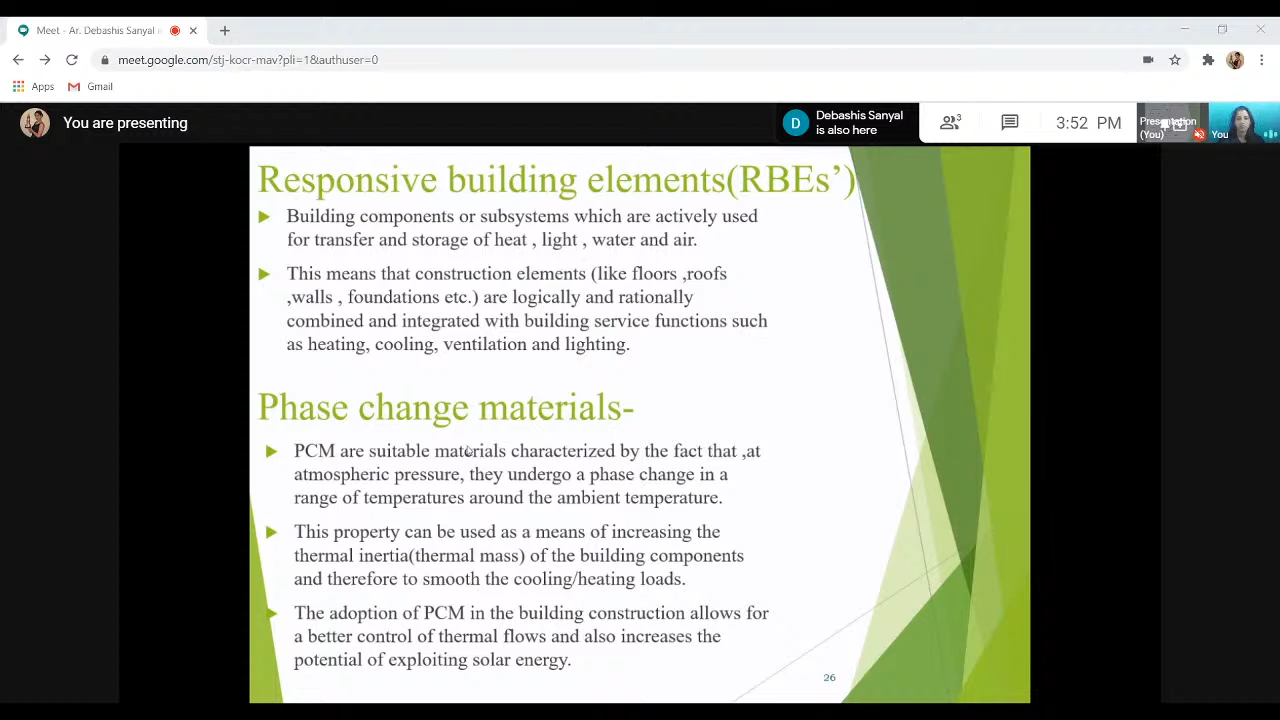 Meet - Ar. Debashis Sanyal i
meet.google.com/stj-kocr-mav?pli=1&authuser=0
Apps
Gmail
You are presenting
D
Debashis Sanyal
is also here
3
3:52 PM
Presentation
(You)
You
Responsive building elements(RBEs’)
Building components or subsystems which are actively used
for transfer and storage of heat , light , water and air.
This means that construction elements (like floors ,roofs
,walls , foundations etc.) are logically and rationally
combined and integrated with building service functions such
as heating, cooling, ventilation and lighting.
Phase change materials-
PCM are suitable materials characterized by the fact that ,at
atmospheric pressure, they undergo a phase change in a
range of temperatures around the ambient temperature.
This property can be used as a means of increasing the
thermal inertia(thermal mass) of the building components
and therefore to smooth the cooling/heating loads.
The adoption of PCM in the building construction allows for
a better control of thermal flows and also increases the
potential of exploiting solar energy.
26